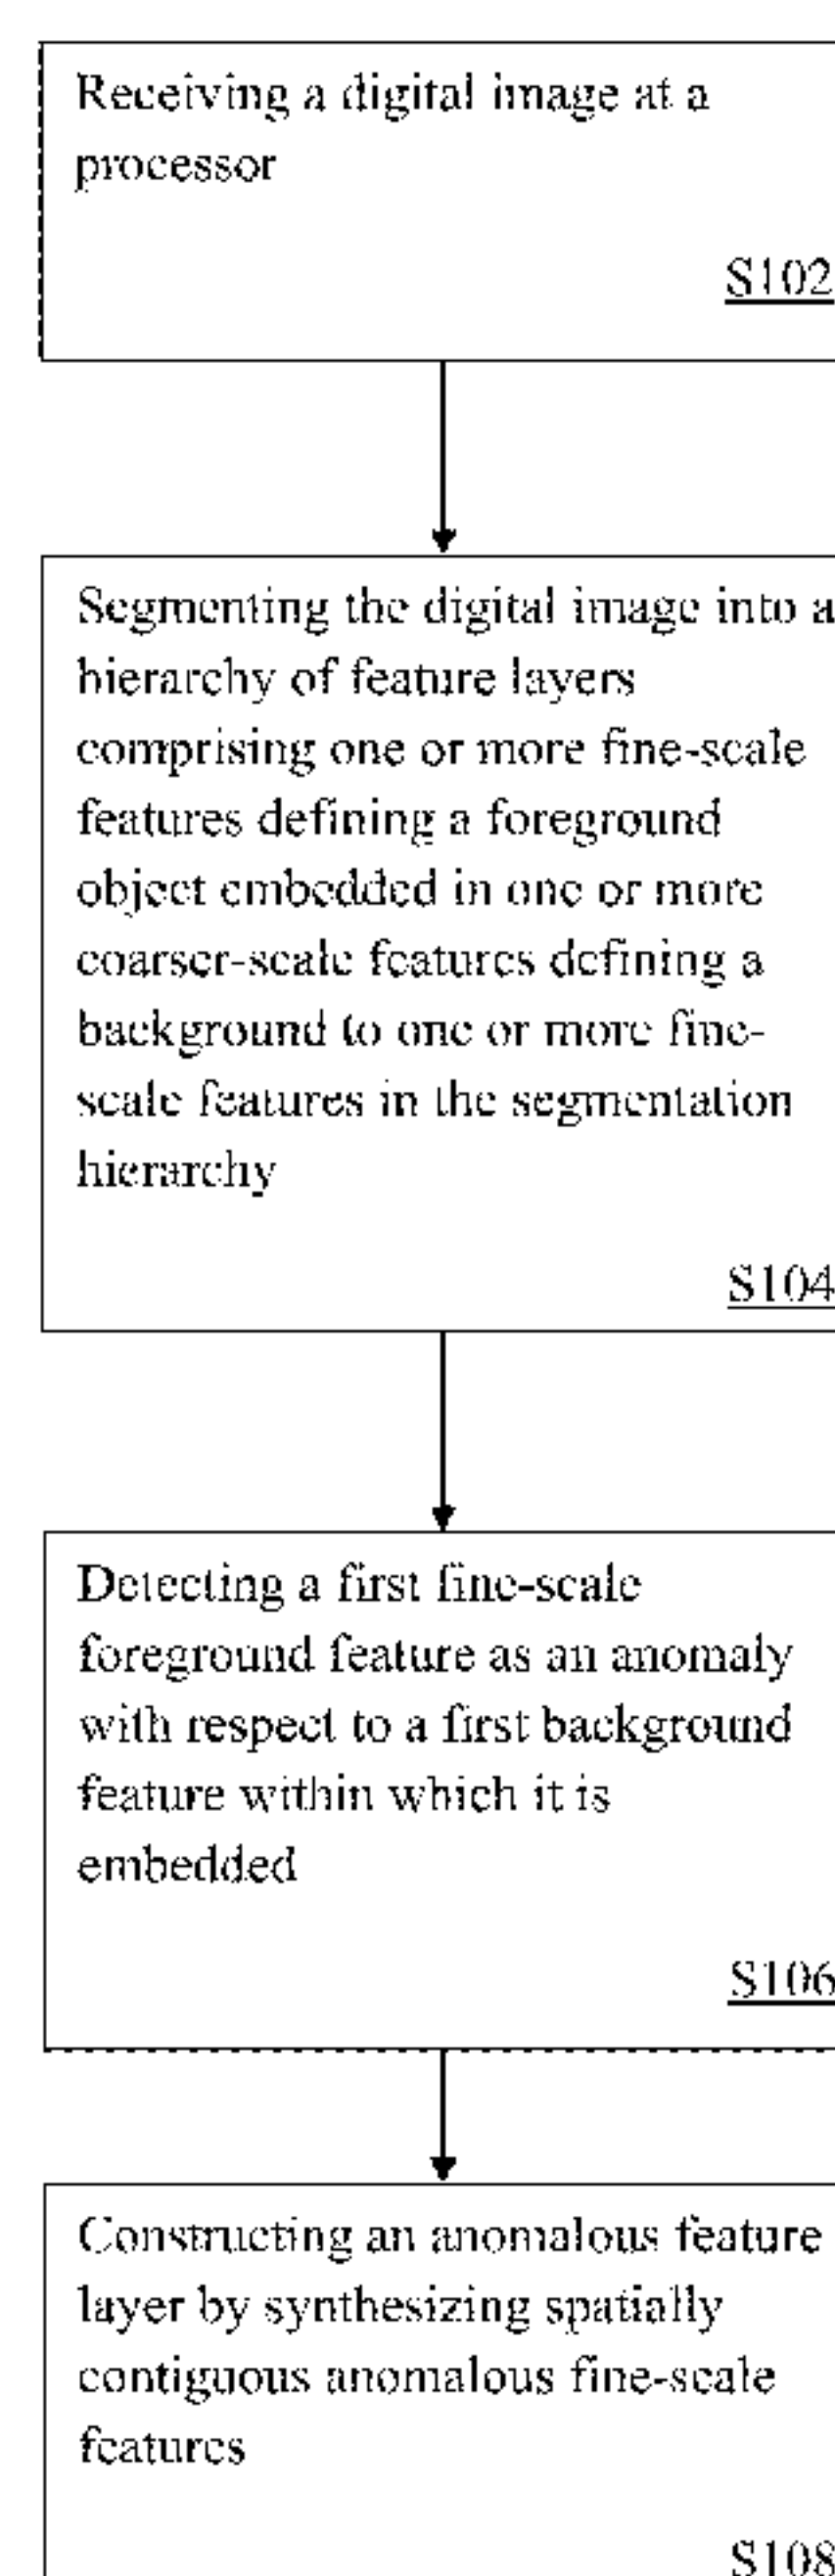 Receiving a digital image at a
processor
S102
Segmenting the digital image into a
hierarchy of feature layers
comprising one or more fine-scale
features defining a foreground
object embedded in one or more
coarser-scale features defining a
background to one or more fine-
scale features in the segmentation
hierarchy
S104
Detecting a first fine-scale
foreground feature as an anomaly
with respect to a first background
feature within which it is
embedded
S106
Constructing an anomalous feature
layer by synthesizing spatially
contiguous anomalous fine-scale
features
S108